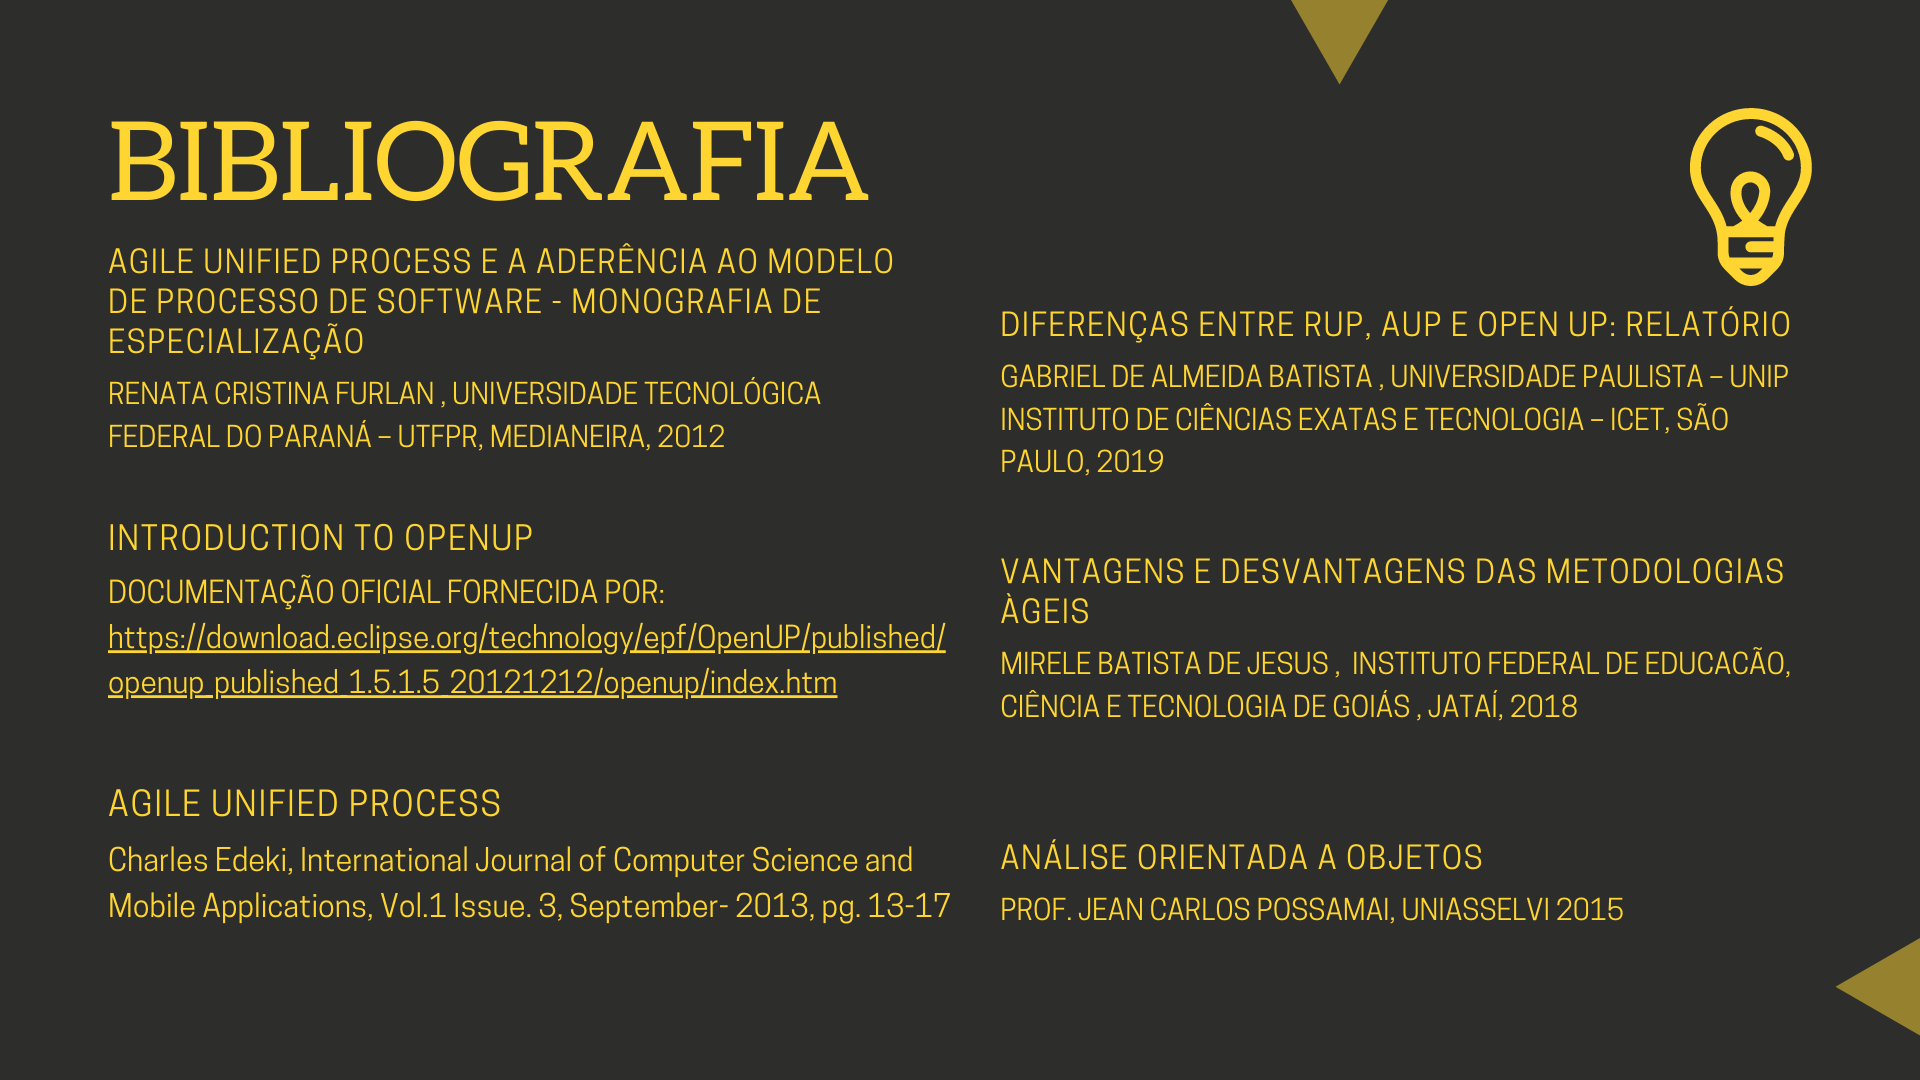 BIBLIOGRAFIA
AGILE UNIFIED PROCESS E A ADERÊNCIA AO MODELO
DE PROCESSO DE SOFTWARE - MONOGRAFIA DE
ESPECIALIZAÇÃO
RENATA CRISTINA FURLAN , UNIVERSIDADE TECNOLÓGICA
FEDERAL DO PARANÁ – UTFPR, MEDIANEIRA, 2012
INTRODUCTION TO OPENUP
DOCUMENTAÇÃO OFICIAL FORNECIDA POR:
https://download.eclipse.org/technology/epf/OpenUP/published/
openup_published_1.5.1.5_20121212/openup/index.htm
AGILE UNIFIED PROCESS
Charles Edeki, International Journal of Computer Science and
Mobile Applications, Vol.1 Issue. 3, September- 2013, pg. 13-17
DIFERENÇAS ENTRE RUP, AUP E OPEN UP: RELATÓRIO
GABRIEL DE ALMEIDA BATISTA , UNIVERSIDADE PAULISTA – UNIP
INSTITUTO DE CIÊNCIAS EXATAS E TECNOLOGIA – ICET, SÃO
PAULO, 2019
VANTAGENS E DESVANTAGENS DAS METODOLOGIAS
ÀGEIS
MIRELE BATISTA DE JESUS ,  INSTITUTO FEDERAL DE EDUCACÃO,
CIÊNCIA E TECNOLOGIA DE GOIÁS , JATAÍ, 2018
ANÁLISE ORIENTADA A OBJETOS
PROF. JEAN CARLOS POSSAMAI, UNIASSELVI 2015